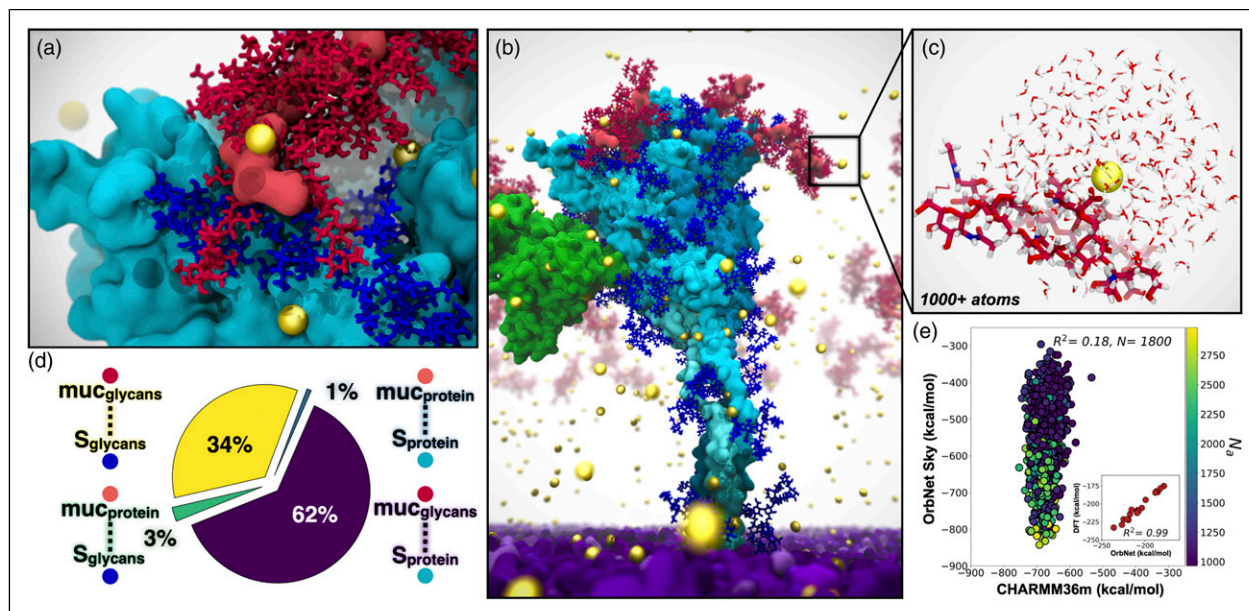 (a)
(b)
(c)
1000+ atoms
(d)
muc glycans
S glycans
muc protein
S glycans
34%
1%
3%
62%
muc protein
S protein
muc glycans
S protein
(e)
R² = 0.18, N = 1800
OrbNet Sky (kcal/mol)
−300
−400
−500
−600
−700
−800
−900
−900 −800 −700 −600 −500 −400 −300
CHARMM36m (kcal/mol)
DFT (kcal/mol)
−175
−200
−225
−250
R² = 0.99
−250 −200
OrbNet (kcal/mol)
2750
2500
2250
2000
1750
1500
1250
1000
Nₐ